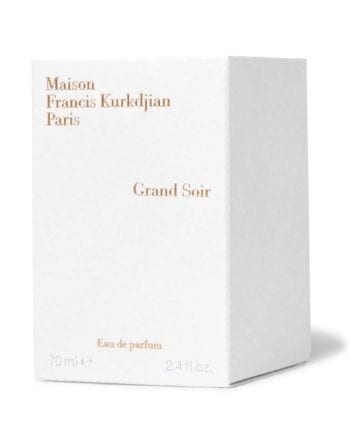 Maison
Francis Kurkdjian
Paris
Grand Soir
Eau de parfum
70 ml ℮ 2.4 fl.oz.